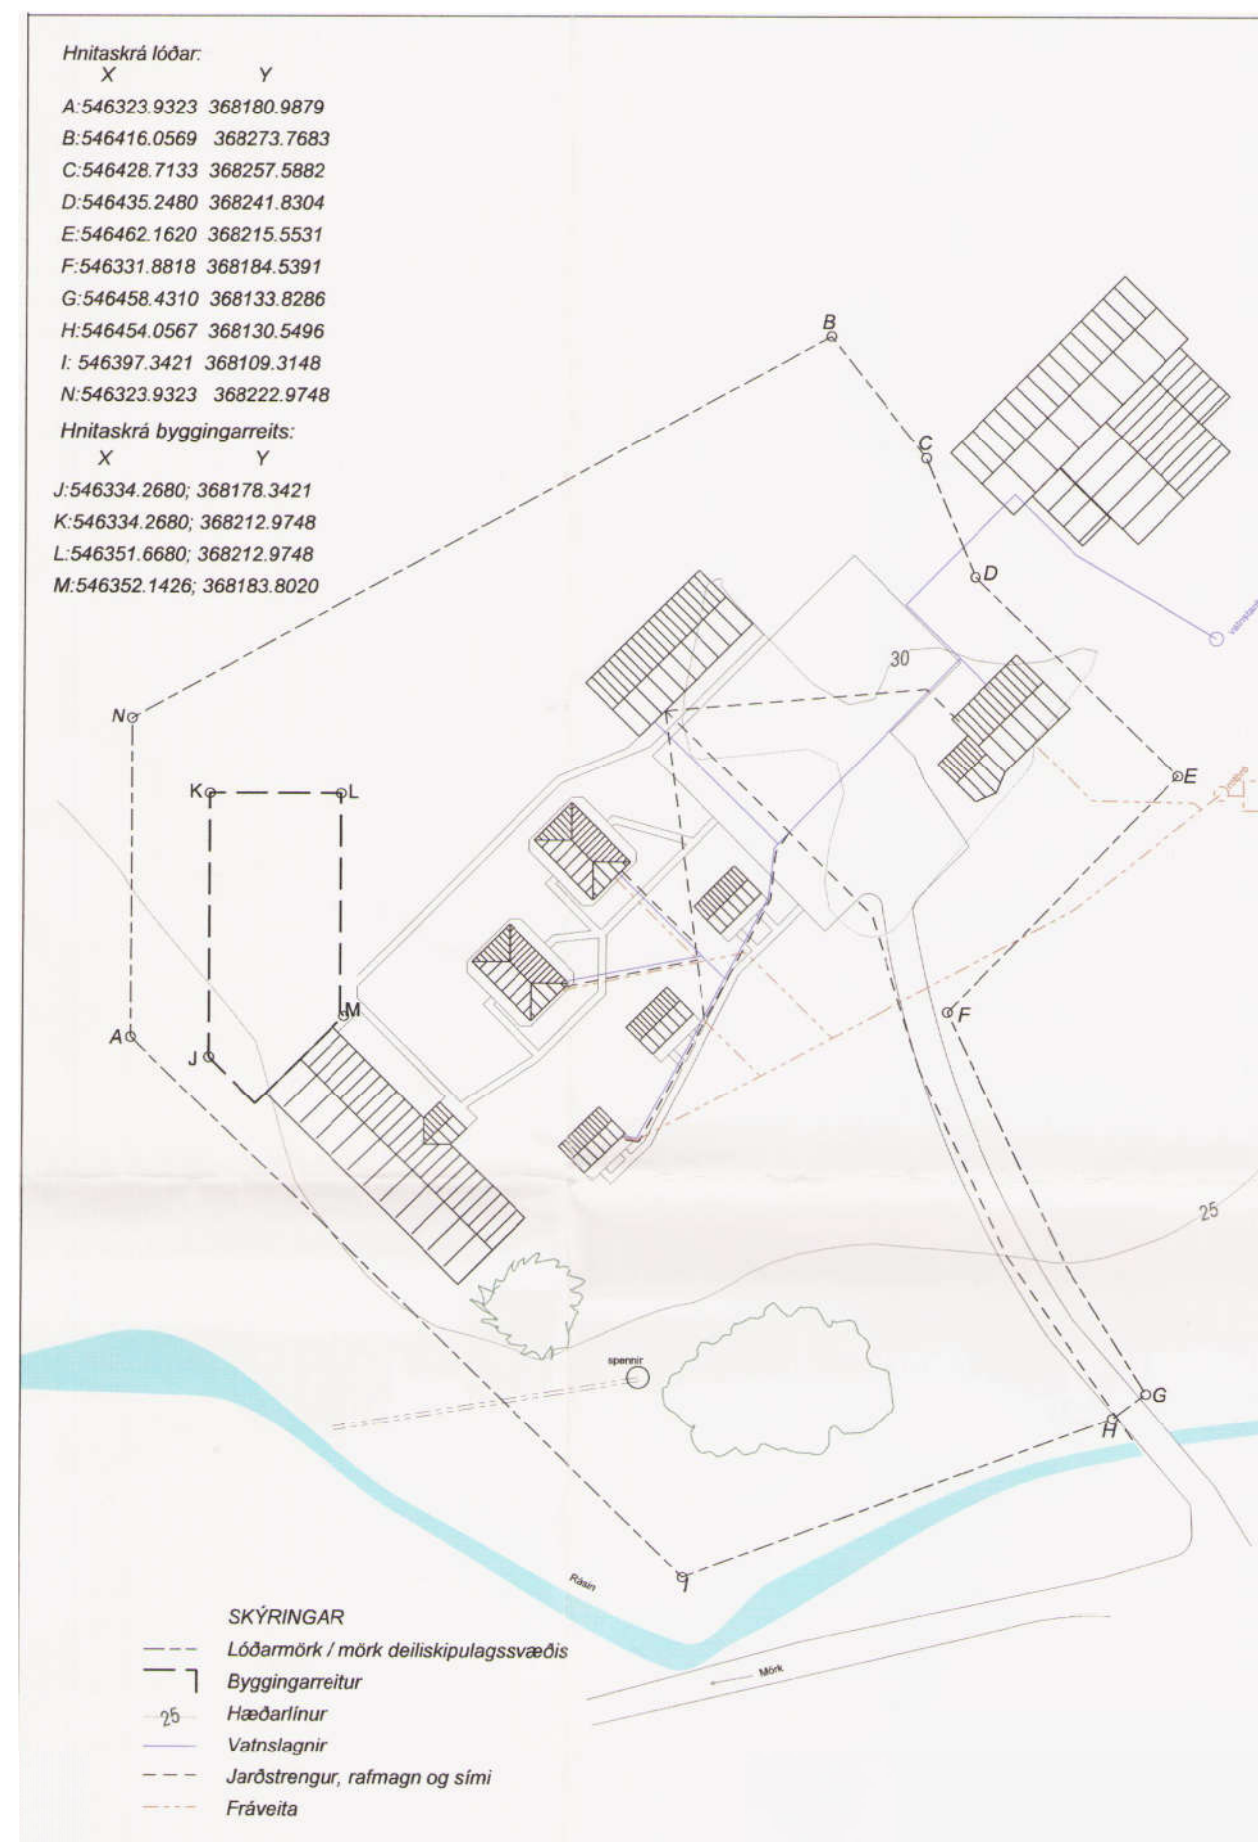 Hnitaskrá lóðar:
X Y
A:546323.9323 368180.9879
B:546416.0569 368273.7683
C:546428.7133 368257.5882
D:546435.2480 368241.8304
E:546462.1620 368215.5531
F:546331.8818 368184.5391
G:546458.4310 368133.8286
H:546454.0567 368130.5496
I: 546397.3421 368109.3148
N:546323.9323 368222.9748
Hnitaskrá byggingarreits:
X Y
J:546334.2680; 368178.3421
K:546334.2680; 368212.9748
L:546351.6680; 368212.9748
M:546352.1426; 368183.8020
B
C
D
30
N
E
K L
F
M
A
J
25
spennir
G
H
I
Rásin
Mörk
SKÝRINGAR
Lóðarmörk / mörk deiliskipulagssvæðis
Byggingarreitur
25 Hæðarlínur
Vatnslagnir
Jarðstrengur, rafmagn og sími
Fráveita